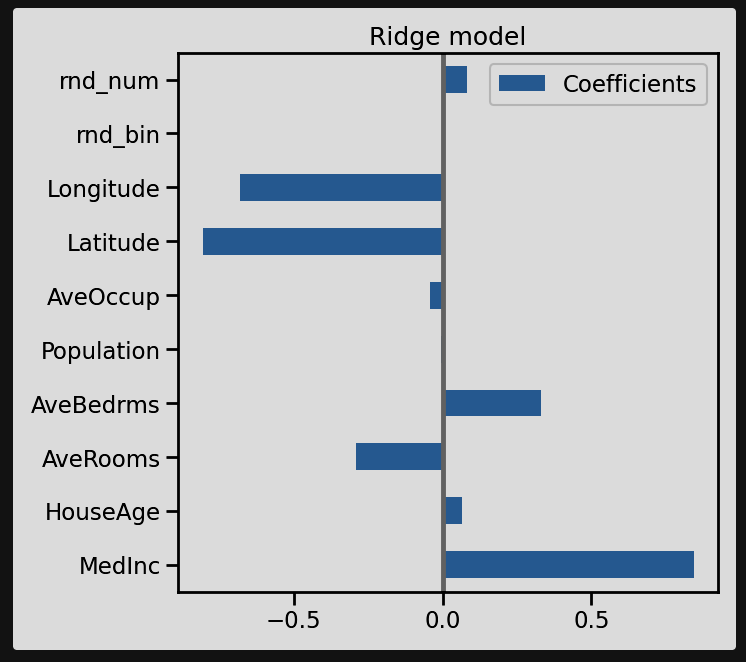 Ridge model
Coefficients
rnd_num
rnd_bin
Longitude
Latitude
AveOccup
Population
AveBedrms
AveRooms
HouseAge
MedInc
−0.5 0.0 0.5